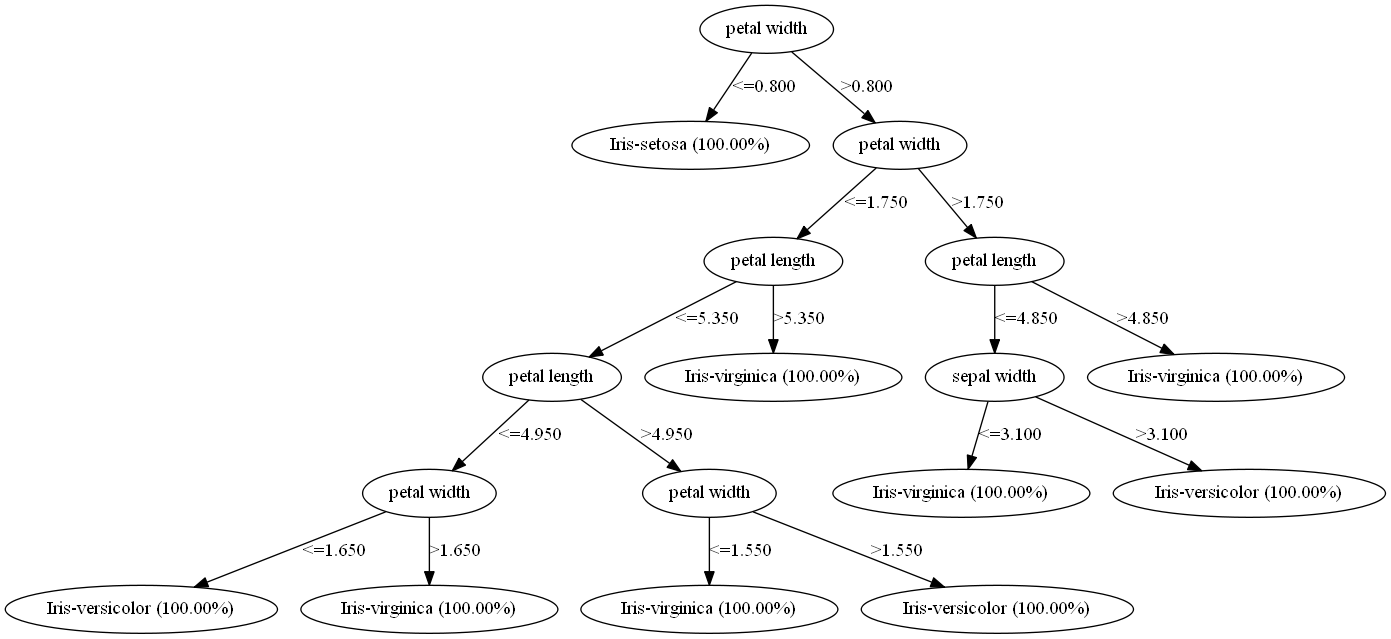 petal width
<=0.800
>0.800
Iris-setosa (100.00%)
petal width
<=1.750
>1.750
petal length
petal length
<=5.350
>5.350
<=4.850
>4.850
petal length
Iris-virginica (100.00%)
sepal width
Iris-virginica (100.00%)
<=4.950
>4.950
<=3.100
>3.100
petal width
petal width
Iris-virginica (100.00%)
Iris-versicolor (100.00%)
<=1.650
>1.650
<=1.550
>1.550
Iris-versicolor (100.00%)
Iris-virginica (100.00%)
Iris-virginica (100.00%)
Iris-versicolor (100.00%)